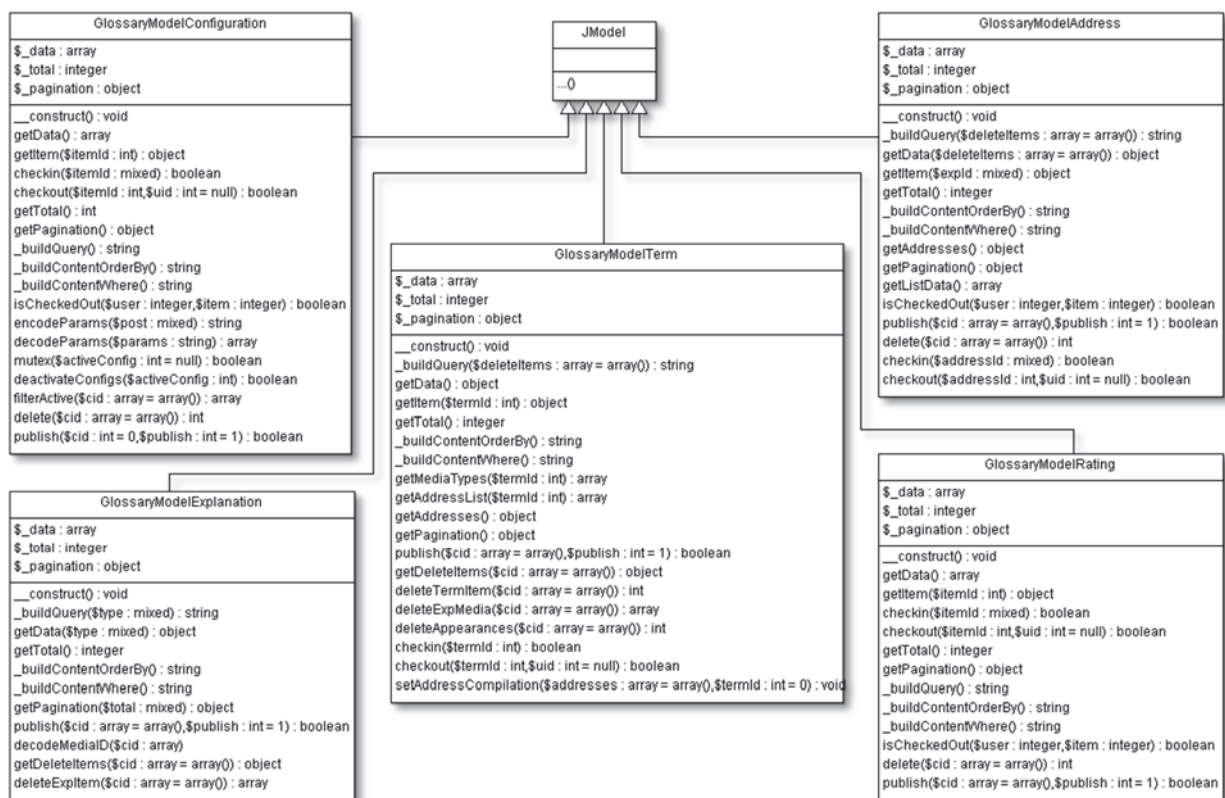 GlossaryModelConfiguration
$_data : array
$_total : integer
$_pagination : object
__construct() : void
getData() : array
getItem($itemId : int) : object
checkin($itemId : mixed) : boolean
checkout($itemId : int,$uid : int = null) : boolean
getTotal() : int
getPagination() : object
_buildQuery() : string
_buildContentOrderBy() : string
_buildContentWhere() : string
isCheckedOut($user : integer,$item : integer) : boolean
encodeParams($post : mixed) : string
decodeParams($params : string) : array
mutex($activeConfig : int = null) : boolean
deactivateConfigs($activeConfig : int) : boolean
filterActive($cid : array = array()) : array
delete($cid : array = array()) : int
publish($cid : int = 0,$publish : int = 1) : boolean
JModel
...()
GlossaryModelAddress
$_data : array
$_total : integer
$_pagination : object
__construct() : void
_buildQuery($deleteItems : array = array()) : string
getData($deleteItems : array = array()) : object
getItem($expId : mixed) : object
getTotal() : integer
_buildContentOrderBy() : string
_buildContentWhere() : string
getAddresses() : object
getPagination() : object
getListData() : array
isCheckedOut($user : integer,$item : integer) : boolean
publish($cid : array = array(),$publish : int = 1) : boolean
delete($cid : array = array()) : int
checkin($addressId : mixed) : boolean
checkout($addressId : int,$uid : int = null) : boolean
GlossaryModelTerm
$_data : array
$_total : integer
$_pagination : object
__construct() : void
_buildQuery($deleteItems : array = array()) : string
getData() : object
getItem($termId : int) : object
getTotal() : integer
_buildContentOrderBy() : string
_buildContentWhere() : string
getMediaTypes($termId : int) : array
getAddressList($termId : int) : array
getAddresses() : object
getPagination() : object
publish($cid : array = array(),$publish : int = 1) : boolean
getDeleteItems($cid : array = array()) : object
deleteTermItem($cid : array = array()) : int
deleteExpMedia($cid : array = array()) : array
deleteAppearances($cid : array = array()) : int
checkin($termId : int) : boolean
checkout($termId : int,$uid : int = null) : boolean
setAddressCompilation($addresses : array = array(),$termId : int = 0) : void
GlossaryModelExplanation
$_data : array
$_total : integer
$_pagination : object
__construct() : void
_buildQuery($type : mixed) : string
getData($type : mixed) : object
getTotal() : integer
_buildContentOrderBy() : string
_buildContentWhere() : string
getPagination($total : mixed) : object
publish($cid : array = array(),$publish : int = 1) : boolean
decodeMediaID($cid : array)
getDeleteItems($cid : array = array()) : object
deleteExpItem($cid : array = array()) : array
GlossaryModelRating
$_data : array
$_total : integer
$_pagination : object
__construct() : void
getData() : array
getItem($itemId : int) : object
checkin($itemId : mixed) : boolean
checkout($itemId : int,$uid : int = null) : boolean
getTotal() : integer
getPagination() : object
_buildQuery() : string
_buildContentOrderBy() : string
_buildContentWhere() : string
isCheckedOut($user : integer,$item : integer) : boolean
delete($cid : array = array()) : int
publish($cid : array = array(),$publish : int = 1) : boolean